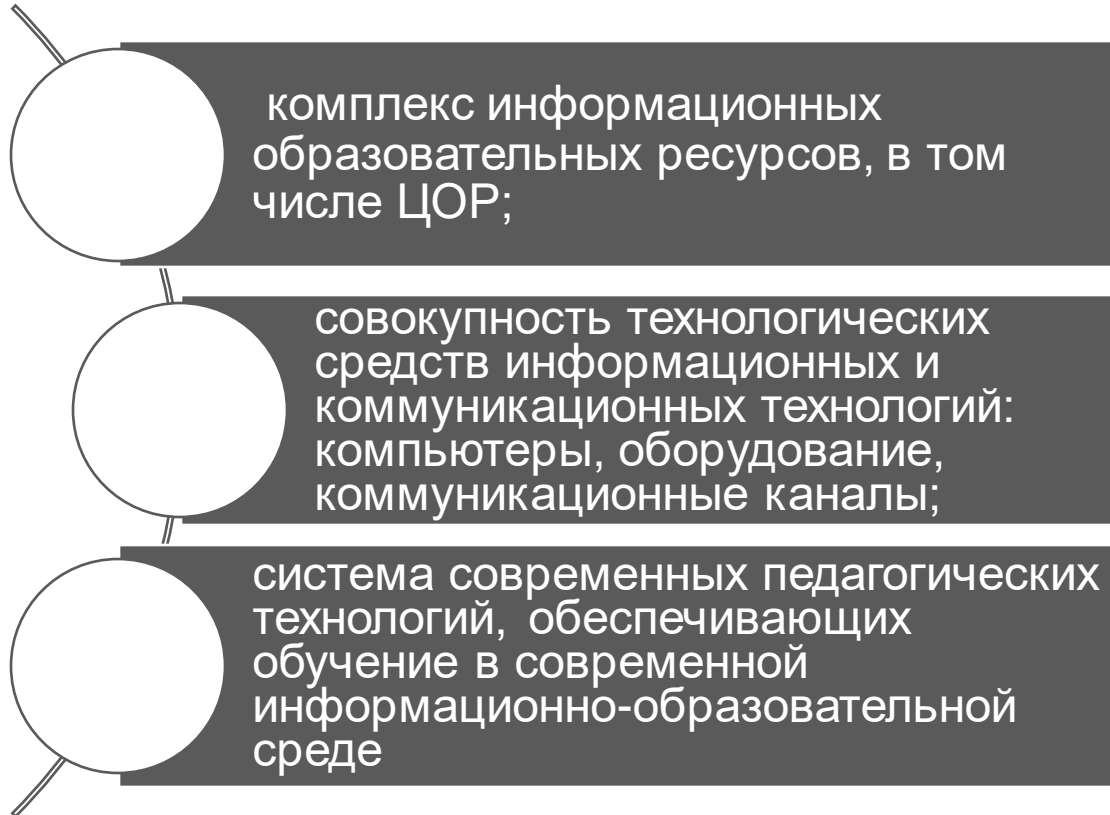 комплекс информационных
образовательных ресурсов, в том
числе ЦОР;
совокупность технологических
средств информационных и
коммуникационных технологий:
компьютеры, оборудование,
коммуникационные каналы;
система современных педагогических
технологий, обеспечивающих
обучение в современной
информационно-образовательной
среде